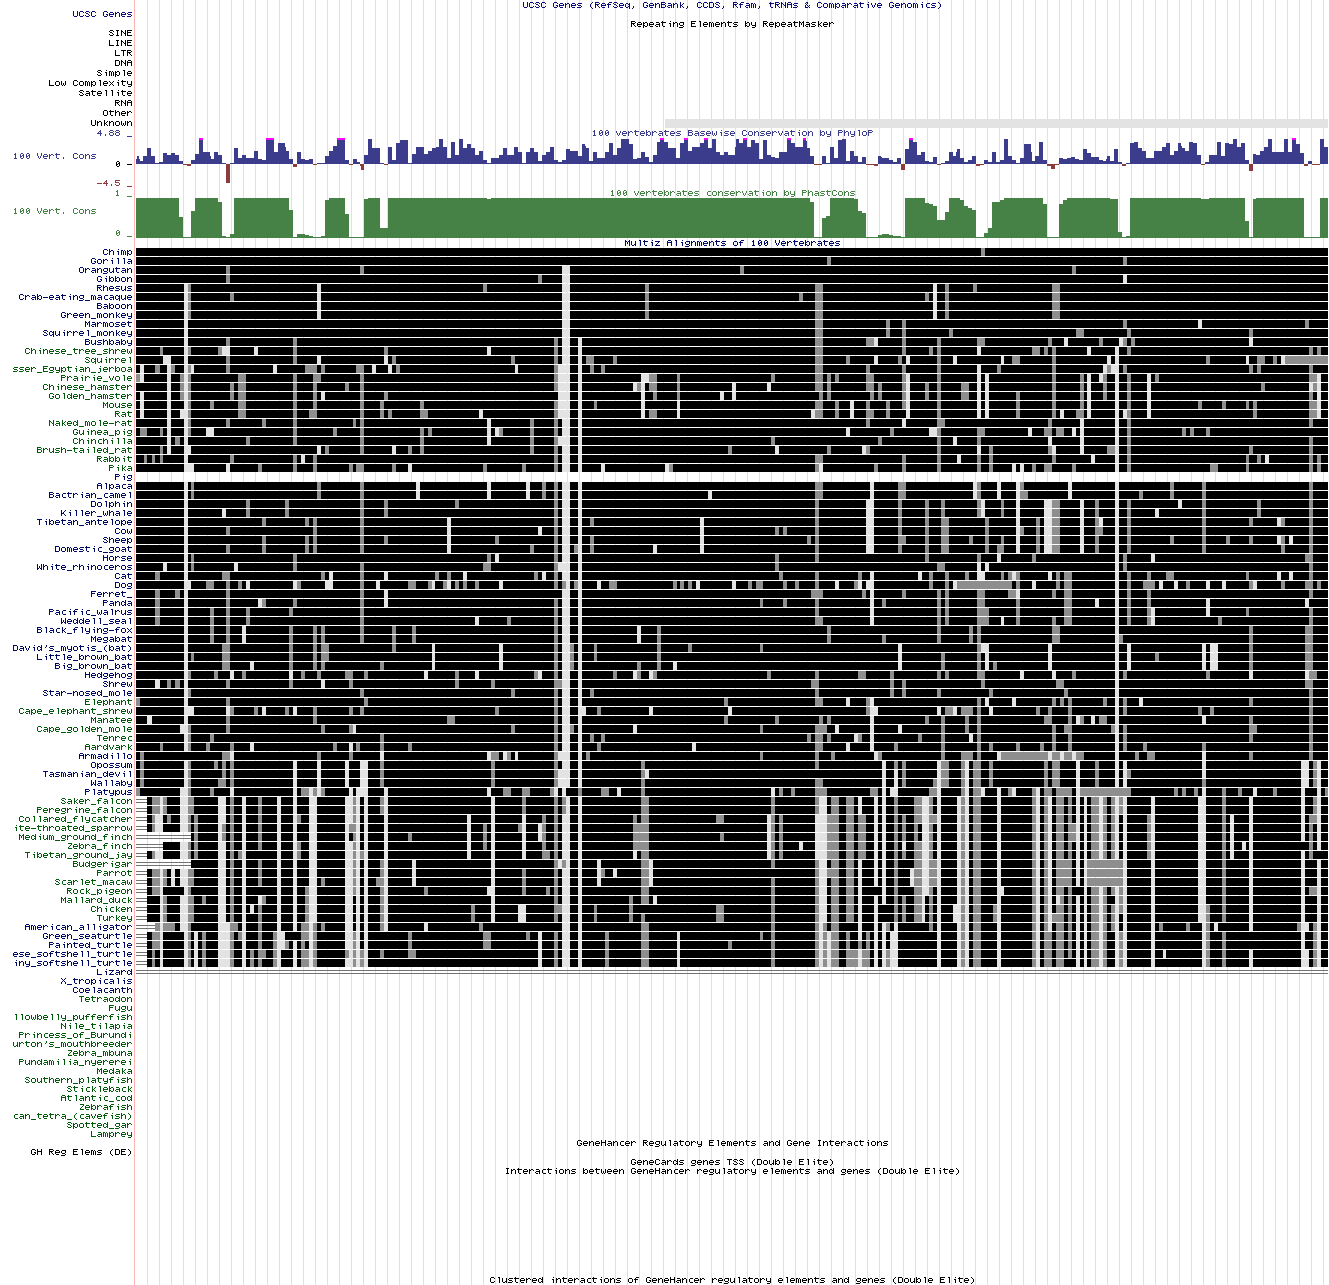 UCSC Genes (RefSeq, GenBank, CCDS, Rfam, tRNAs & Comparative Genomics)
UCSC Genes
Repeating Elements by RepeatMasker
SINE
LINE
LTR
DNA
Simple
Low Complexity
Satellite
RNA
Other
Unknown
100 vertebrates Basewise Conservation by PhyloP
4.88 _
100 Vert. Cons
0 _
-4.5 _
100 vertebrates conservation by PhastCons
1 _
100 Vert. Cons
0 _
Multiz Alignments of 100 Vertebrates
Chimp
Gorilla
Orangutan
Gibbon
Rhesus
Crab-eating_macaque
Baboon
Green_monkey
Marmoset
Squirrel_monkey
Bushbaby
Chinese_tree_shrew
Squirrel
sser_Egyptian_jerboa
Prairie_vole
Chinese_hamster
Golden_hamster
Mouse
Rat
Naked_mole-rat
Guinea_pig
Chinchilla
Brush-tailed_rat
Rabbit
Pika
Pig
Alpaca
Bactrian_camel
Dolphin
Killer_whale
Tibetan_antelope
Cow
Sheep
Domestic_goat
Horse
White_rhinoceros
Cat
Dog
Ferret_
Panda
Pacific_walrus
Weddell_seal
Black_flying-fox
Megabat
David's_myotis_(bat)
Little_brown_bat
Big_brown_bat
Hedgehog
Shrew
Star-nosed_mole
Elephant
Cape_elephant_shrew
Manatee
Cape_golden_mole
Tenrec
Aardvark
Armadillo
Opossum
Tasmanian_devil
Wallaby
Platypus
Saker_falcon
Peregrine_falcon
Collared_flycatcher
ite-throated_sparrow
Medium_ground_finch
Zebra_finch
Tibetan_ground_jay
Budgerigar
Parrot
Scarlet_macaw
Rock_pigeon
Mallard_duck
Chicken
Turkey
American_alligator
Green_seaturtle
Painted_turtle
ese_softshell_turtle
iny_softshell_turtle
Lizard
X_tropicalis
Coelacanth
Tetraodon
Fugu
llowbelly_pufferfish
Nile_tilapia
Princess_of_Burundi
urton's_mouthbreeder
Zebra_mbuna
Pundamilia_nyererei
Medaka
Southern_platyfish
Stickleback
Atlantic_cod
Zebrafish
can_tetra_(cavefish)
Spotted_gar
Lamprey
GeneHancer Regulatory Elements and Gene Interactions
GH Reg Elems (DE)
GeneCards genes TSS (Double Elite)
Interactions between GeneHancer regulatory elements and genes (Double Elite)
Clustered interactions of GeneHancer regulatory elements and genes (Double Elite)